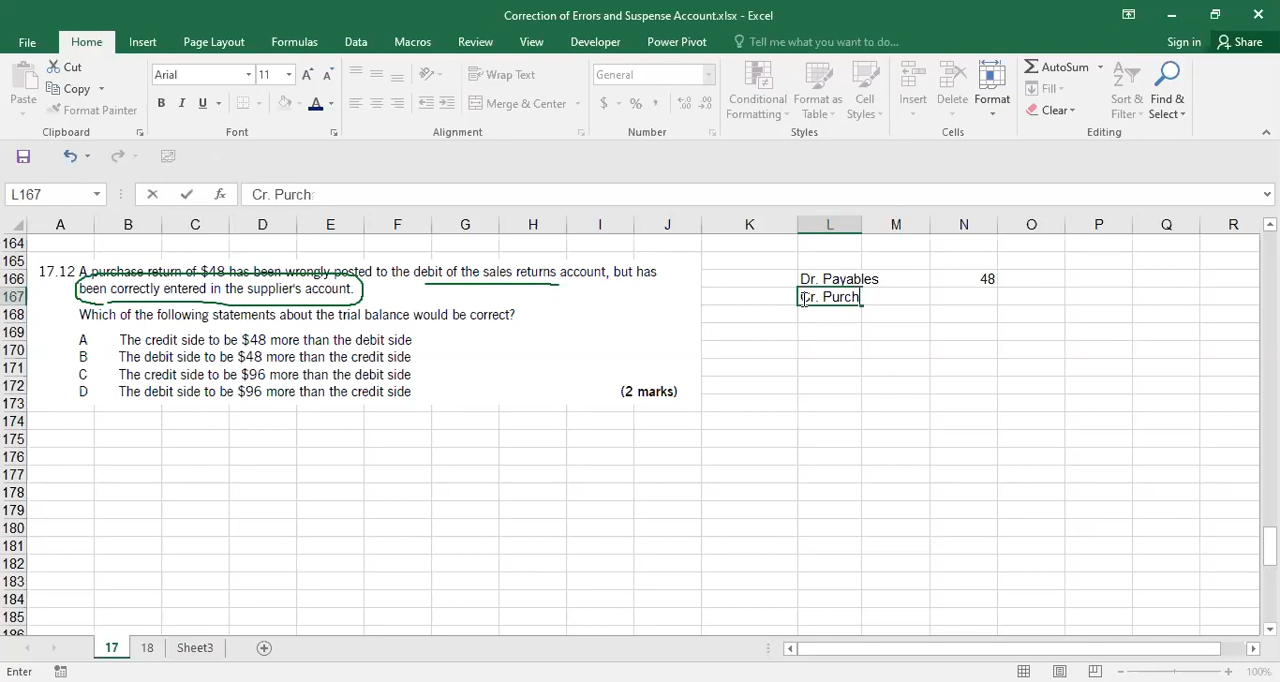 Correction of Errors and Suspense Account.xlsx - Excel
File Home Insert Page Layout Formulas Data Macros Review View Developer Power Pivot Tell me what you want to do... Sign in Share
Cut
Copy
Format Painter
Paste
Clipboard
Arial 11
B I U A
Font
Wrap Text
Merge & Center
Alignment
General
$ % ,
Number
Conditional Formatting
Format as Table
Cell Styles
Styles
Insert Delete Format
Cells
AutoSum
Fill
Clear
Sort & Filter
Find & Select
Editing
L167 fx Cr. Purch
A B C D E F G H I J K L M N O P Q R
164
165
17.12 A purchase return of $48 has been wrongly posted to the debit of the sales returns account, but has
166 Dr. Payables 48
been correctly entered in the supplier's account.
167 Cr. Purch
168 Which of the following statements about the trial balance would be correct?
169
A The credit side to be $48 more than the debit side
170
B The debit side to be $48 more than the credit side
171
C The credit side to be $96 more than the debit side
172
D The debit side to be $96 more than the credit side (2 marks)
173
174
175
176
177
178
179
180
181
182
183
184
185
186
17 18 Sheet3
Enter 100%